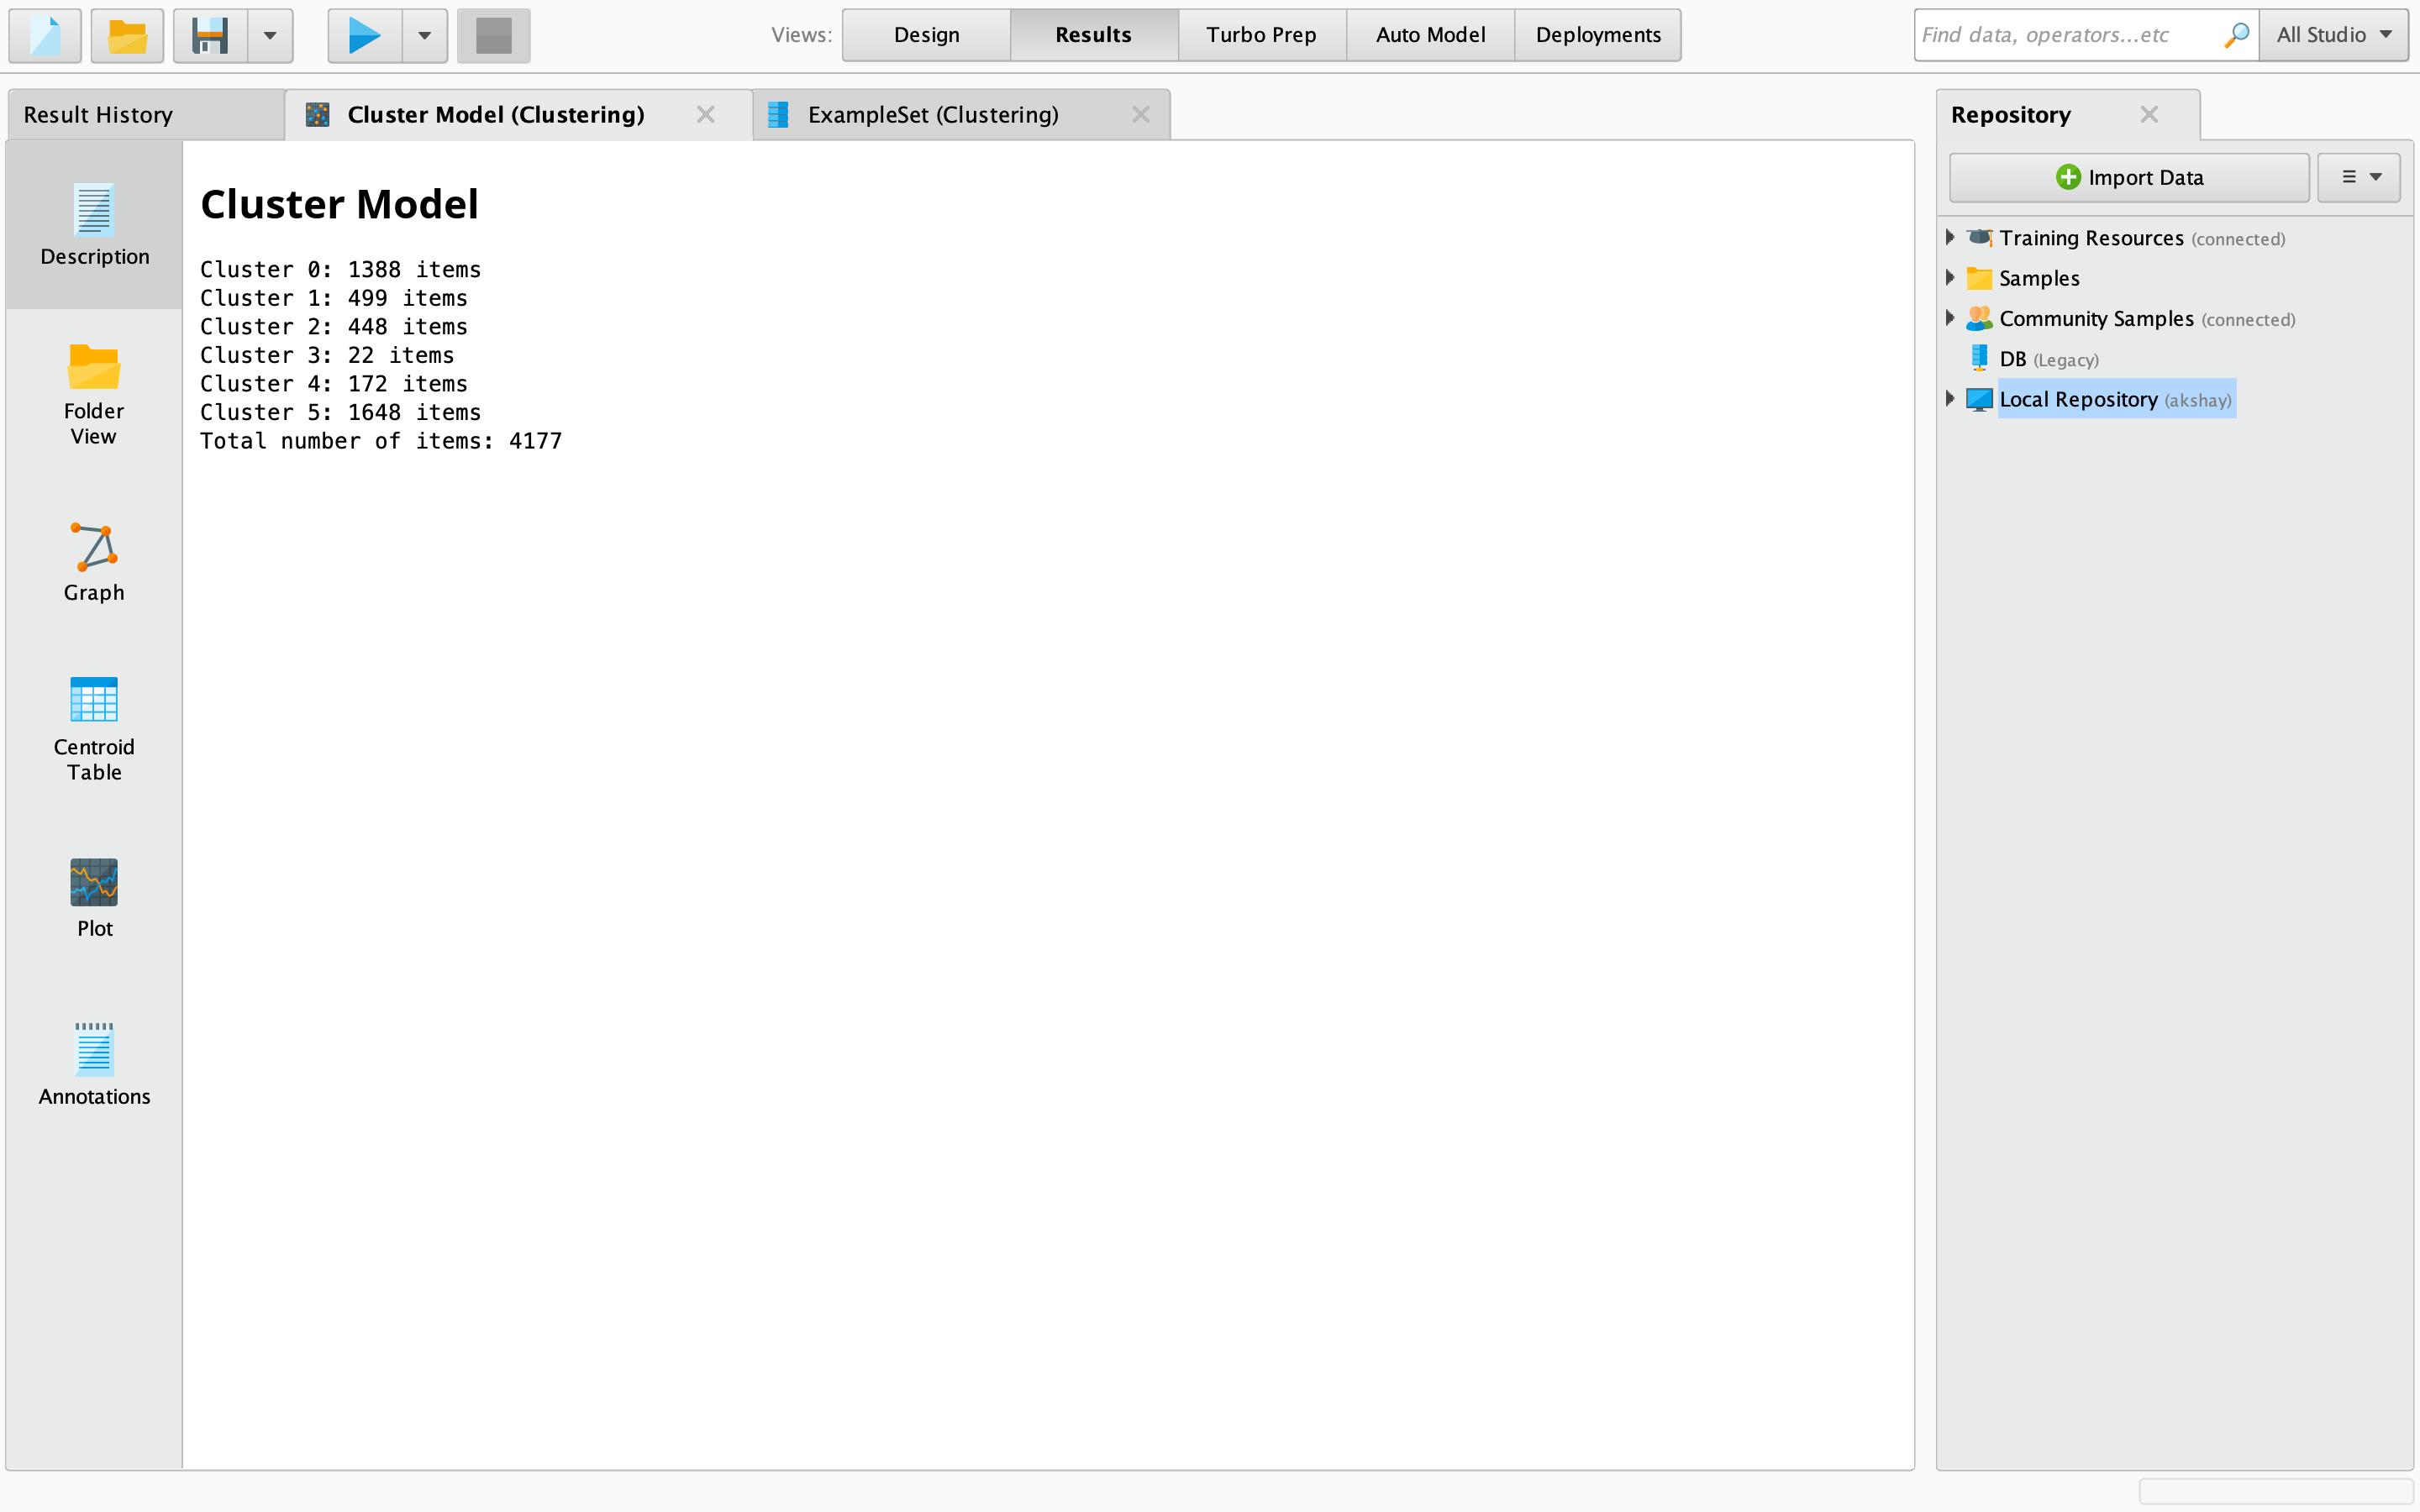 Views:
Design
Results
Turbo Prep
Auto Model
Deployments
Find data, operators...etc
All Studio
Result History
Cluster Model (Clustering)
ExampleSet (Clustering)
Repository
Description
Folder
View
Graph
Centroid
Table
Plot
Annotations
Cluster Model
Cluster 0: 1388 items
Cluster 1: 499 items
Cluster 2: 448 items
Cluster 3: 22 items
Cluster 4: 172 items
Cluster 5: 1648 items
Total number of items: 4177
Import Data
Training Resources (connected)
Samples
Community Samples (connected)
DB (Legacy)
Local Repository (akshay)